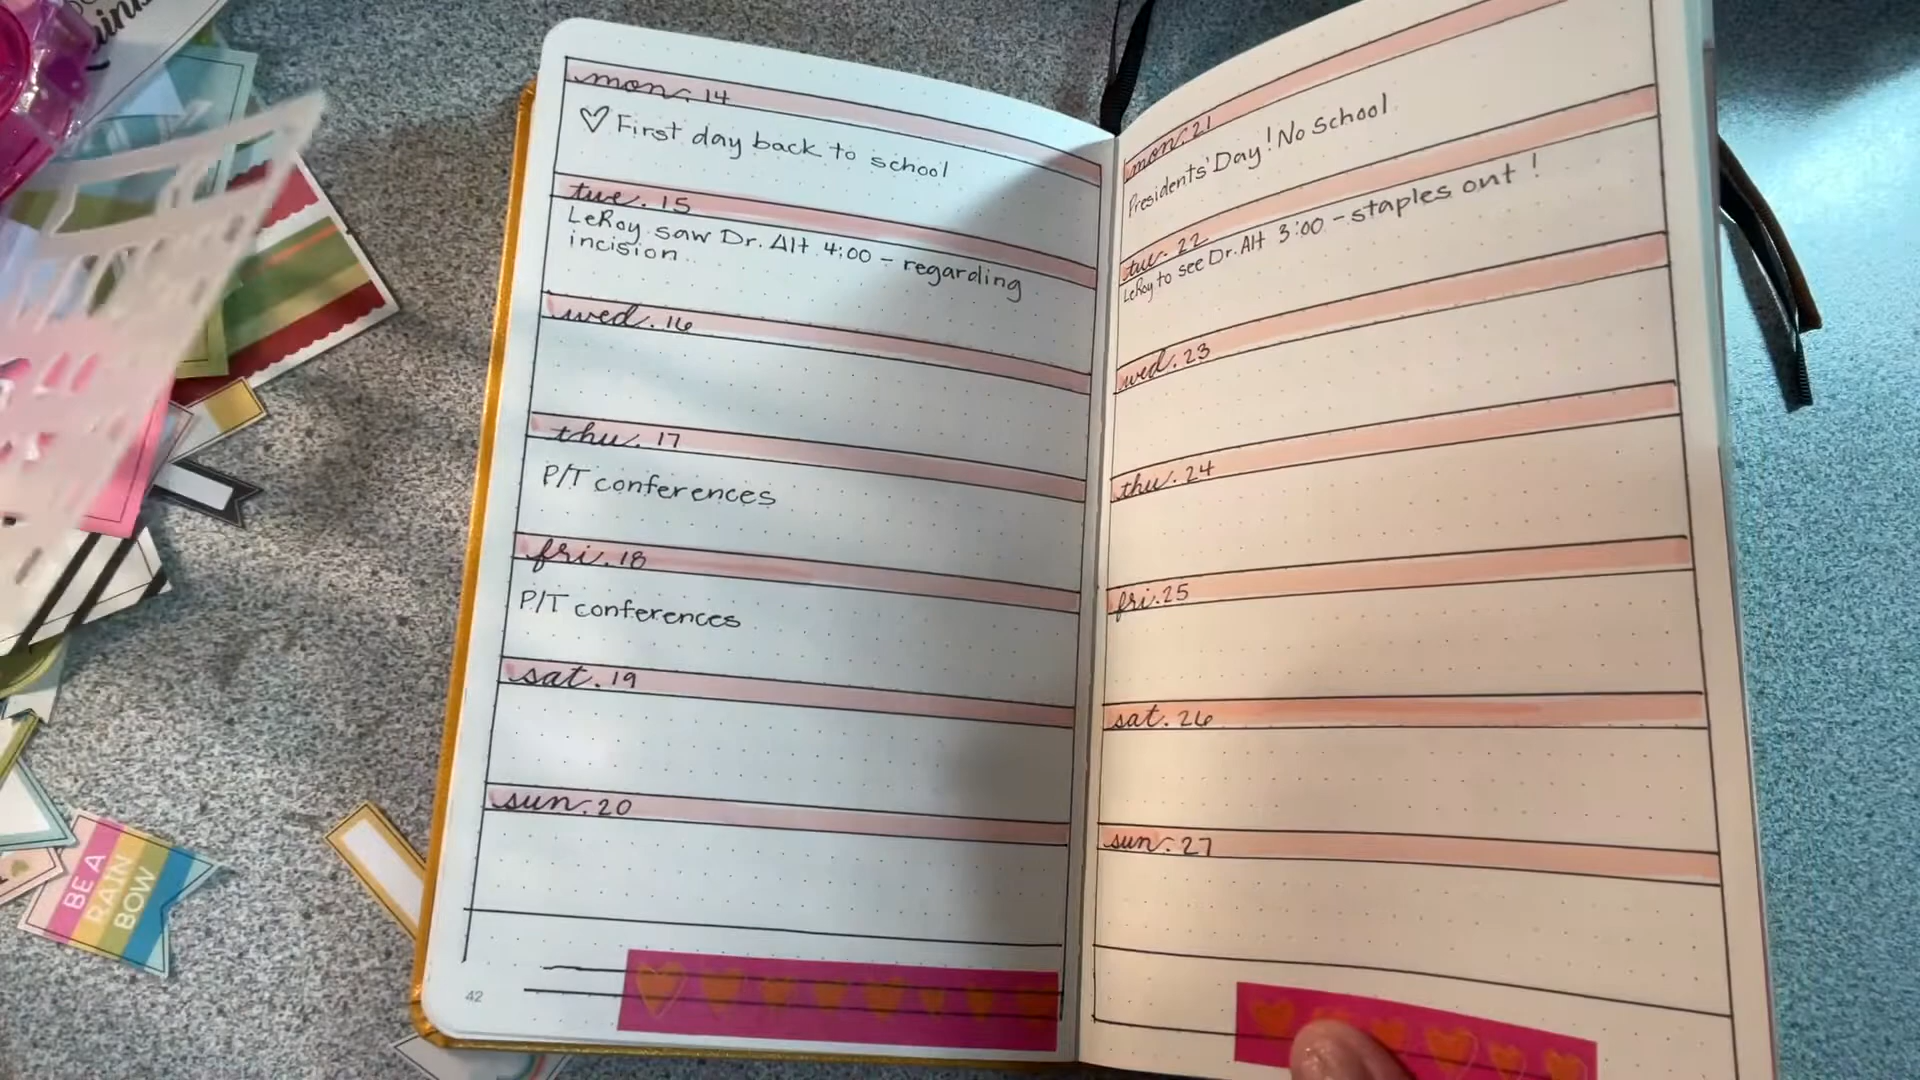 mon. 14
♡ First day back to school
tue. 15
LeRoy saw Dr. Alt 4:00 - regarding
incision
wed. 16
thu. 17
P/T conferences
fri. 18
P/T conferences
sat. 19
sun. 20
42
mon. 21
Presidents' Day! No School
tue. 22
LeRoy to see Dr. Alt 3:00 - staples out!
wed. 23
thu. 24
fri. 25
sat. 26
sun. 27
BE A
RAIN
BOW